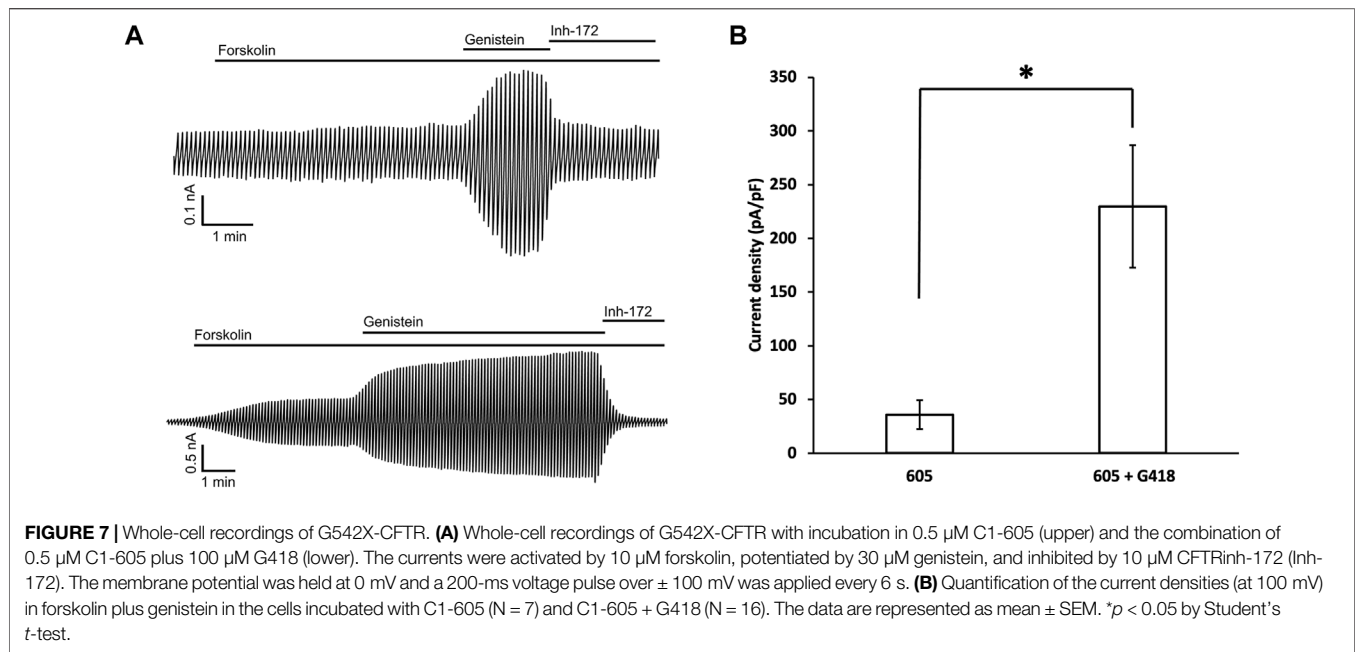 A
Forskolin
Genistein
Inh-172
0.1 nA
1 min
Forskolin
Genistein
Inh-172
0.5 nA
1 min
B
*
350
300
250
200
150
100
50
0
Current density (pA/pF)
605
605 + G418
FIGURE 7 | Whole-cell recordings of G542X-CFTR. (A) Whole-cell recordings of G542X-CFTR with incubation in 0.5 µM C1-605 (upper) and the combination of
0.5 µM C1-605 plus 100 µM G418 (lower). The currents were activated by 10 µM forskolin, potentiated by 30 µM genistein, and inhibited by 10 µM CFTRinh-172 (Inh-
172). The membrane potential was held at 0 mV and a 200-ms voltage pulse over ± 100 mV was applied every 6 s. (B) Quantification of the current densities (at 100 mV)
in forskolin plus genistein in the cells incubated with C1-605 (N = 7) and C1-605 + G418 (N = 16). The data are represented as mean ± SEM. *p < 0.05 by Student's
t-test.